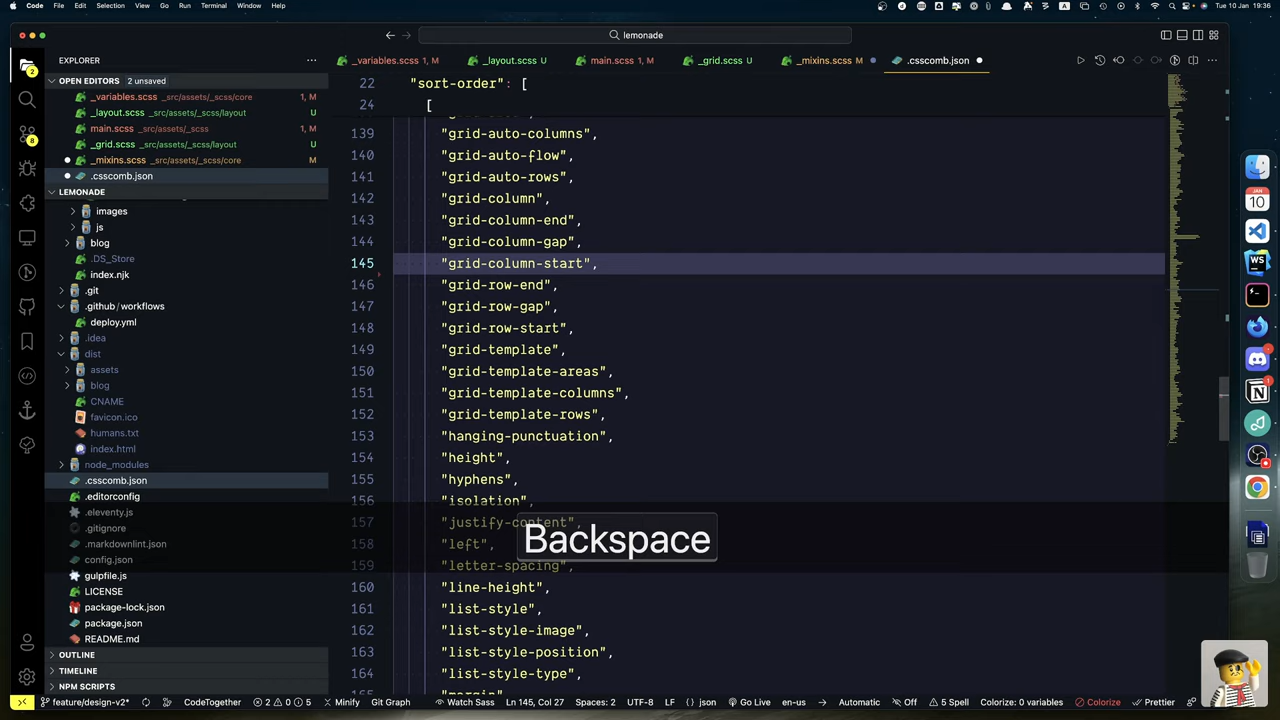 Code File Edit Selection View Go Run Terminal Window Help Tue 10 Jan 19:36
lemonade
EXPLORER
_variables.scss 1, M
_layout.scss U
main.scss 1, M
_grid.scss U
_mixins.scss M
.csscomb.json
OPEN EDITORS 2 unsaved
_variables.scss _src/assets/_scss/core 1, M
_layout.scss _src/assets/_scss/layout U
main.scss _src/assets/_scss 1, M
_grid.scss _src/assets/_scss/layout U
_mixins.scss _src/assets/_scss/core M
.csscomb.json
LEMONADE
images
js
blog
.DS_Store
index.njk
.git
.github/workflows
deploy.yml
.idea
dist
assets
blog
CNAME
favicon.ico
humans.txt
index.html
node_modules
.csscomb.json
.editorconfig
.eleventy.js
.gitignore
.markdownlint.json
config.json
gulpfile.js
LICENSE
package-lock.json
package.json
README.md
OUTLINE
TIMELINE
NPM SCRIPTS
22 "sort-order": [
24 [
139 "grid-auto-columns",
140 "grid-auto-flow",
141 "grid-auto-rows",
142 "grid-column",
143 "grid-column-end",
144 "grid-column-gap",
145 "grid-column-start",
146 "grid-row-end",
147 "grid-row-gap",
148 "grid-row-start",
149 "grid-template",
150 "grid-template-areas",
151 "grid-template-columns",
152 "grid-template-rows",
153 "hanging-punctuation",
154 "height",
155 "hyphens",
156 "isolation",
157 "justify-content",
158 "left",
159 "letter-spacing",
160 "line-height",
161 "list-style",
162 "list-style-image",
163 "list-style-position",
164 "list-style-type",
165 "margin",
Backspace
feature/design-v2* CodeTogether 2 0 5 Minify Git Graph Watch Sass Ln 145, Col 27 Spaces: 2 UTF-8 LF {} json Go Live en-us Automatic Off 5 Spell Colorize: 0 variables Colorize Prettier